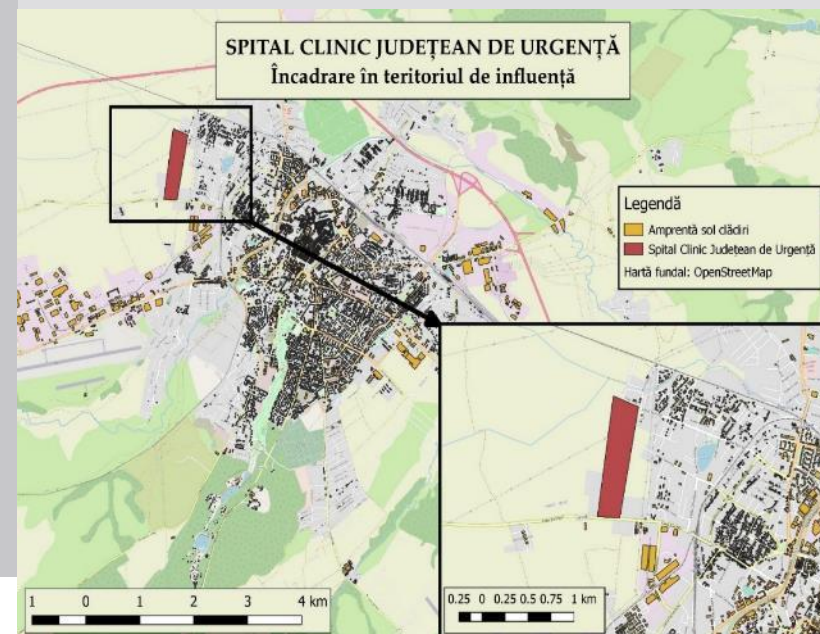 SPITAL CLINIC JUDEȚEAN DE URGENȚĂ
Încadrare în teritoriul de influență
Legendă
Amprentă sol clădiri
Spital Clinic Județean de Urgență
Hartă fundal: OpenStreetMap
1 0 1 2 3 4 km
0.25 0 0.25 0.5 0.75 1 km